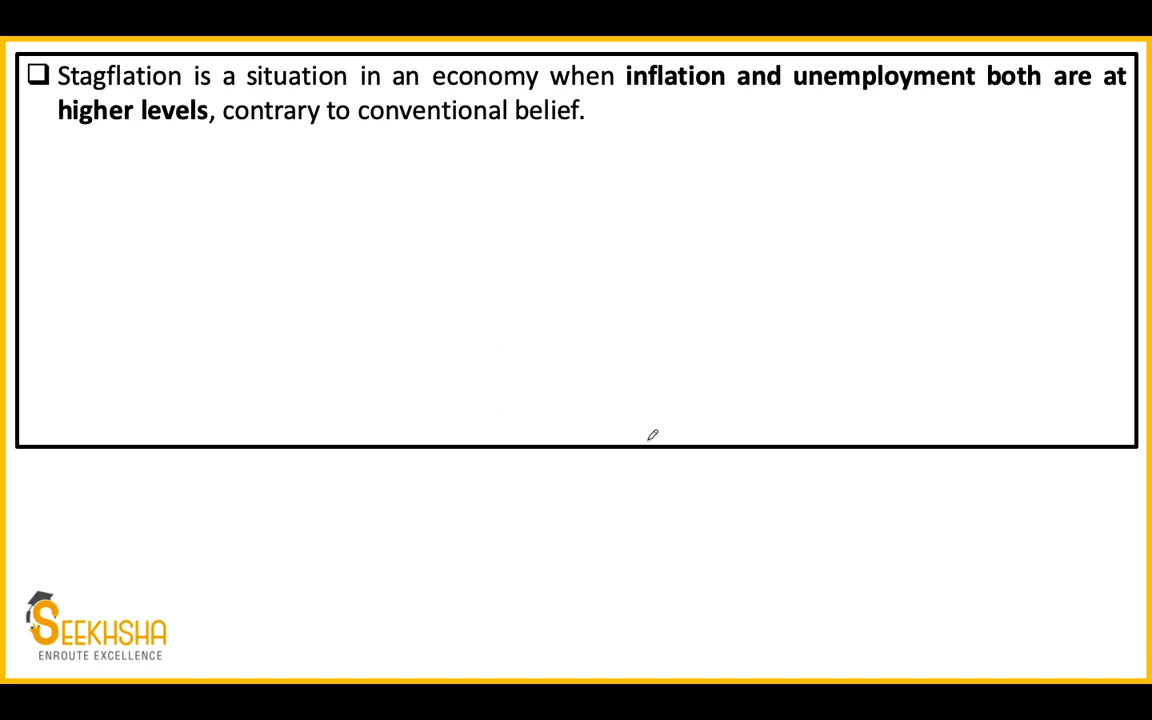 ❑ Stagflation is a situation in an economy when inflation and unemployment both are at
higher levels, contrary to conventional belief.
SEEKHSHA
ENROUTE EXCELLENCE